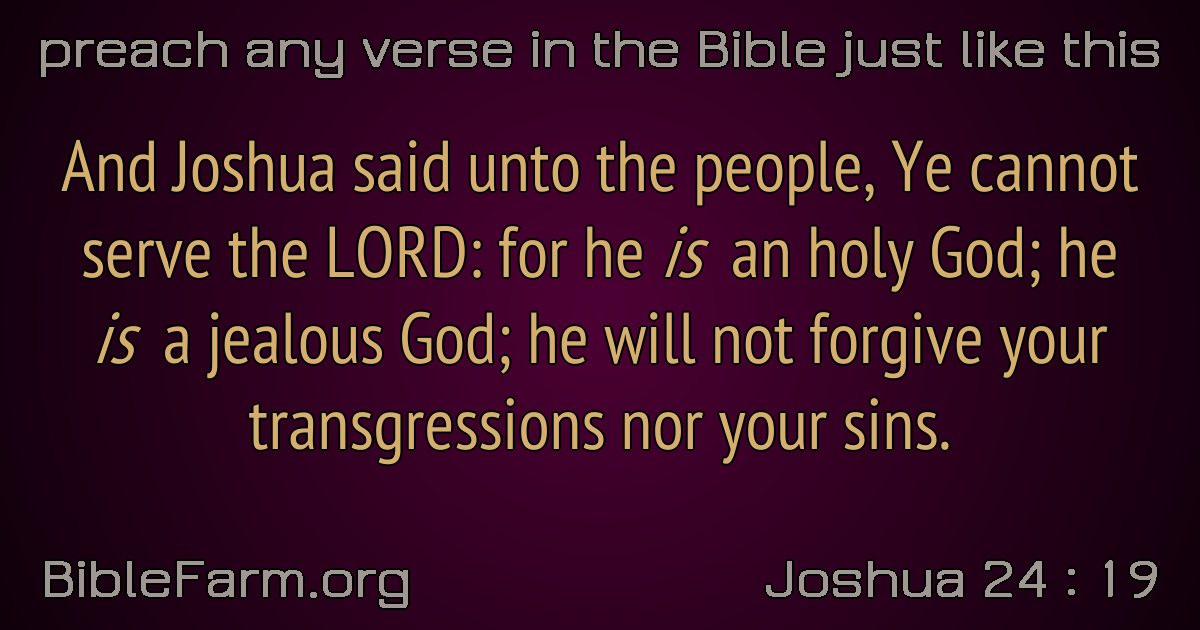 preach any verse in the Bible just like this
And Joshua said unto the people, Ye cannot
serve the LORD: for he is an holy God; he
is a jealous God; he will not forgive your
transgressions nor your sins.
BibleFarm.org
Joshua 24 : 19